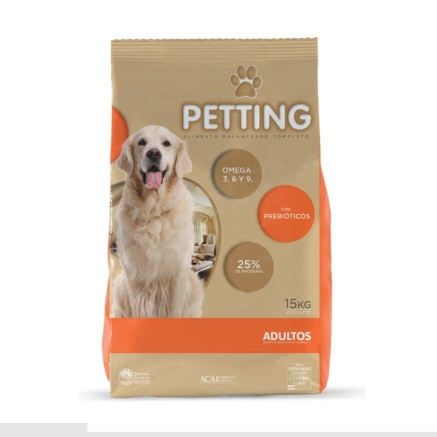 PETTING
ALIMENTO BALANCEADO COMPLETO
OMEGA
3, 6 Y 9.
CON
PREBIÓTICOS
25%
DE PROTEÍNA
15KG
ADULTOS
ACAI